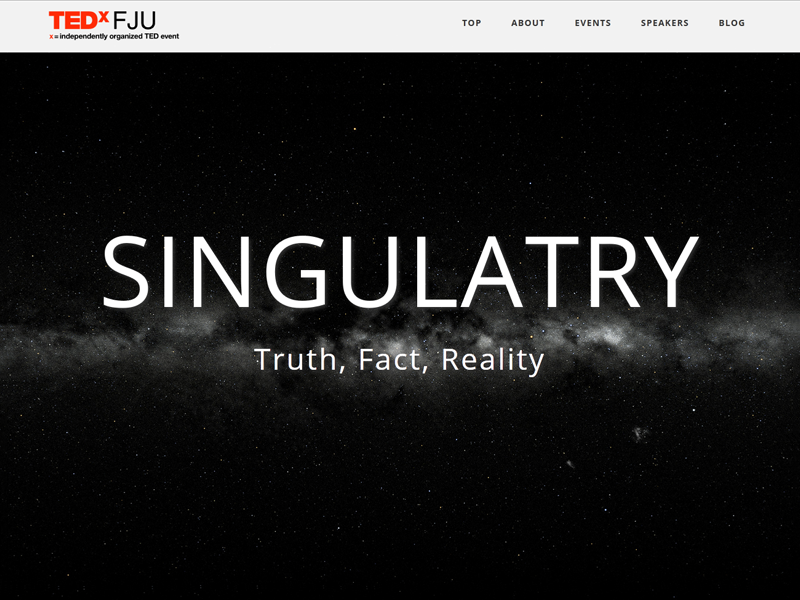 TEDx FJU
x = independently organized TED event
TOP ABOUT EVENTS SPEAKERS BLOG
SINGULATRY
Truth, Fact, Reality